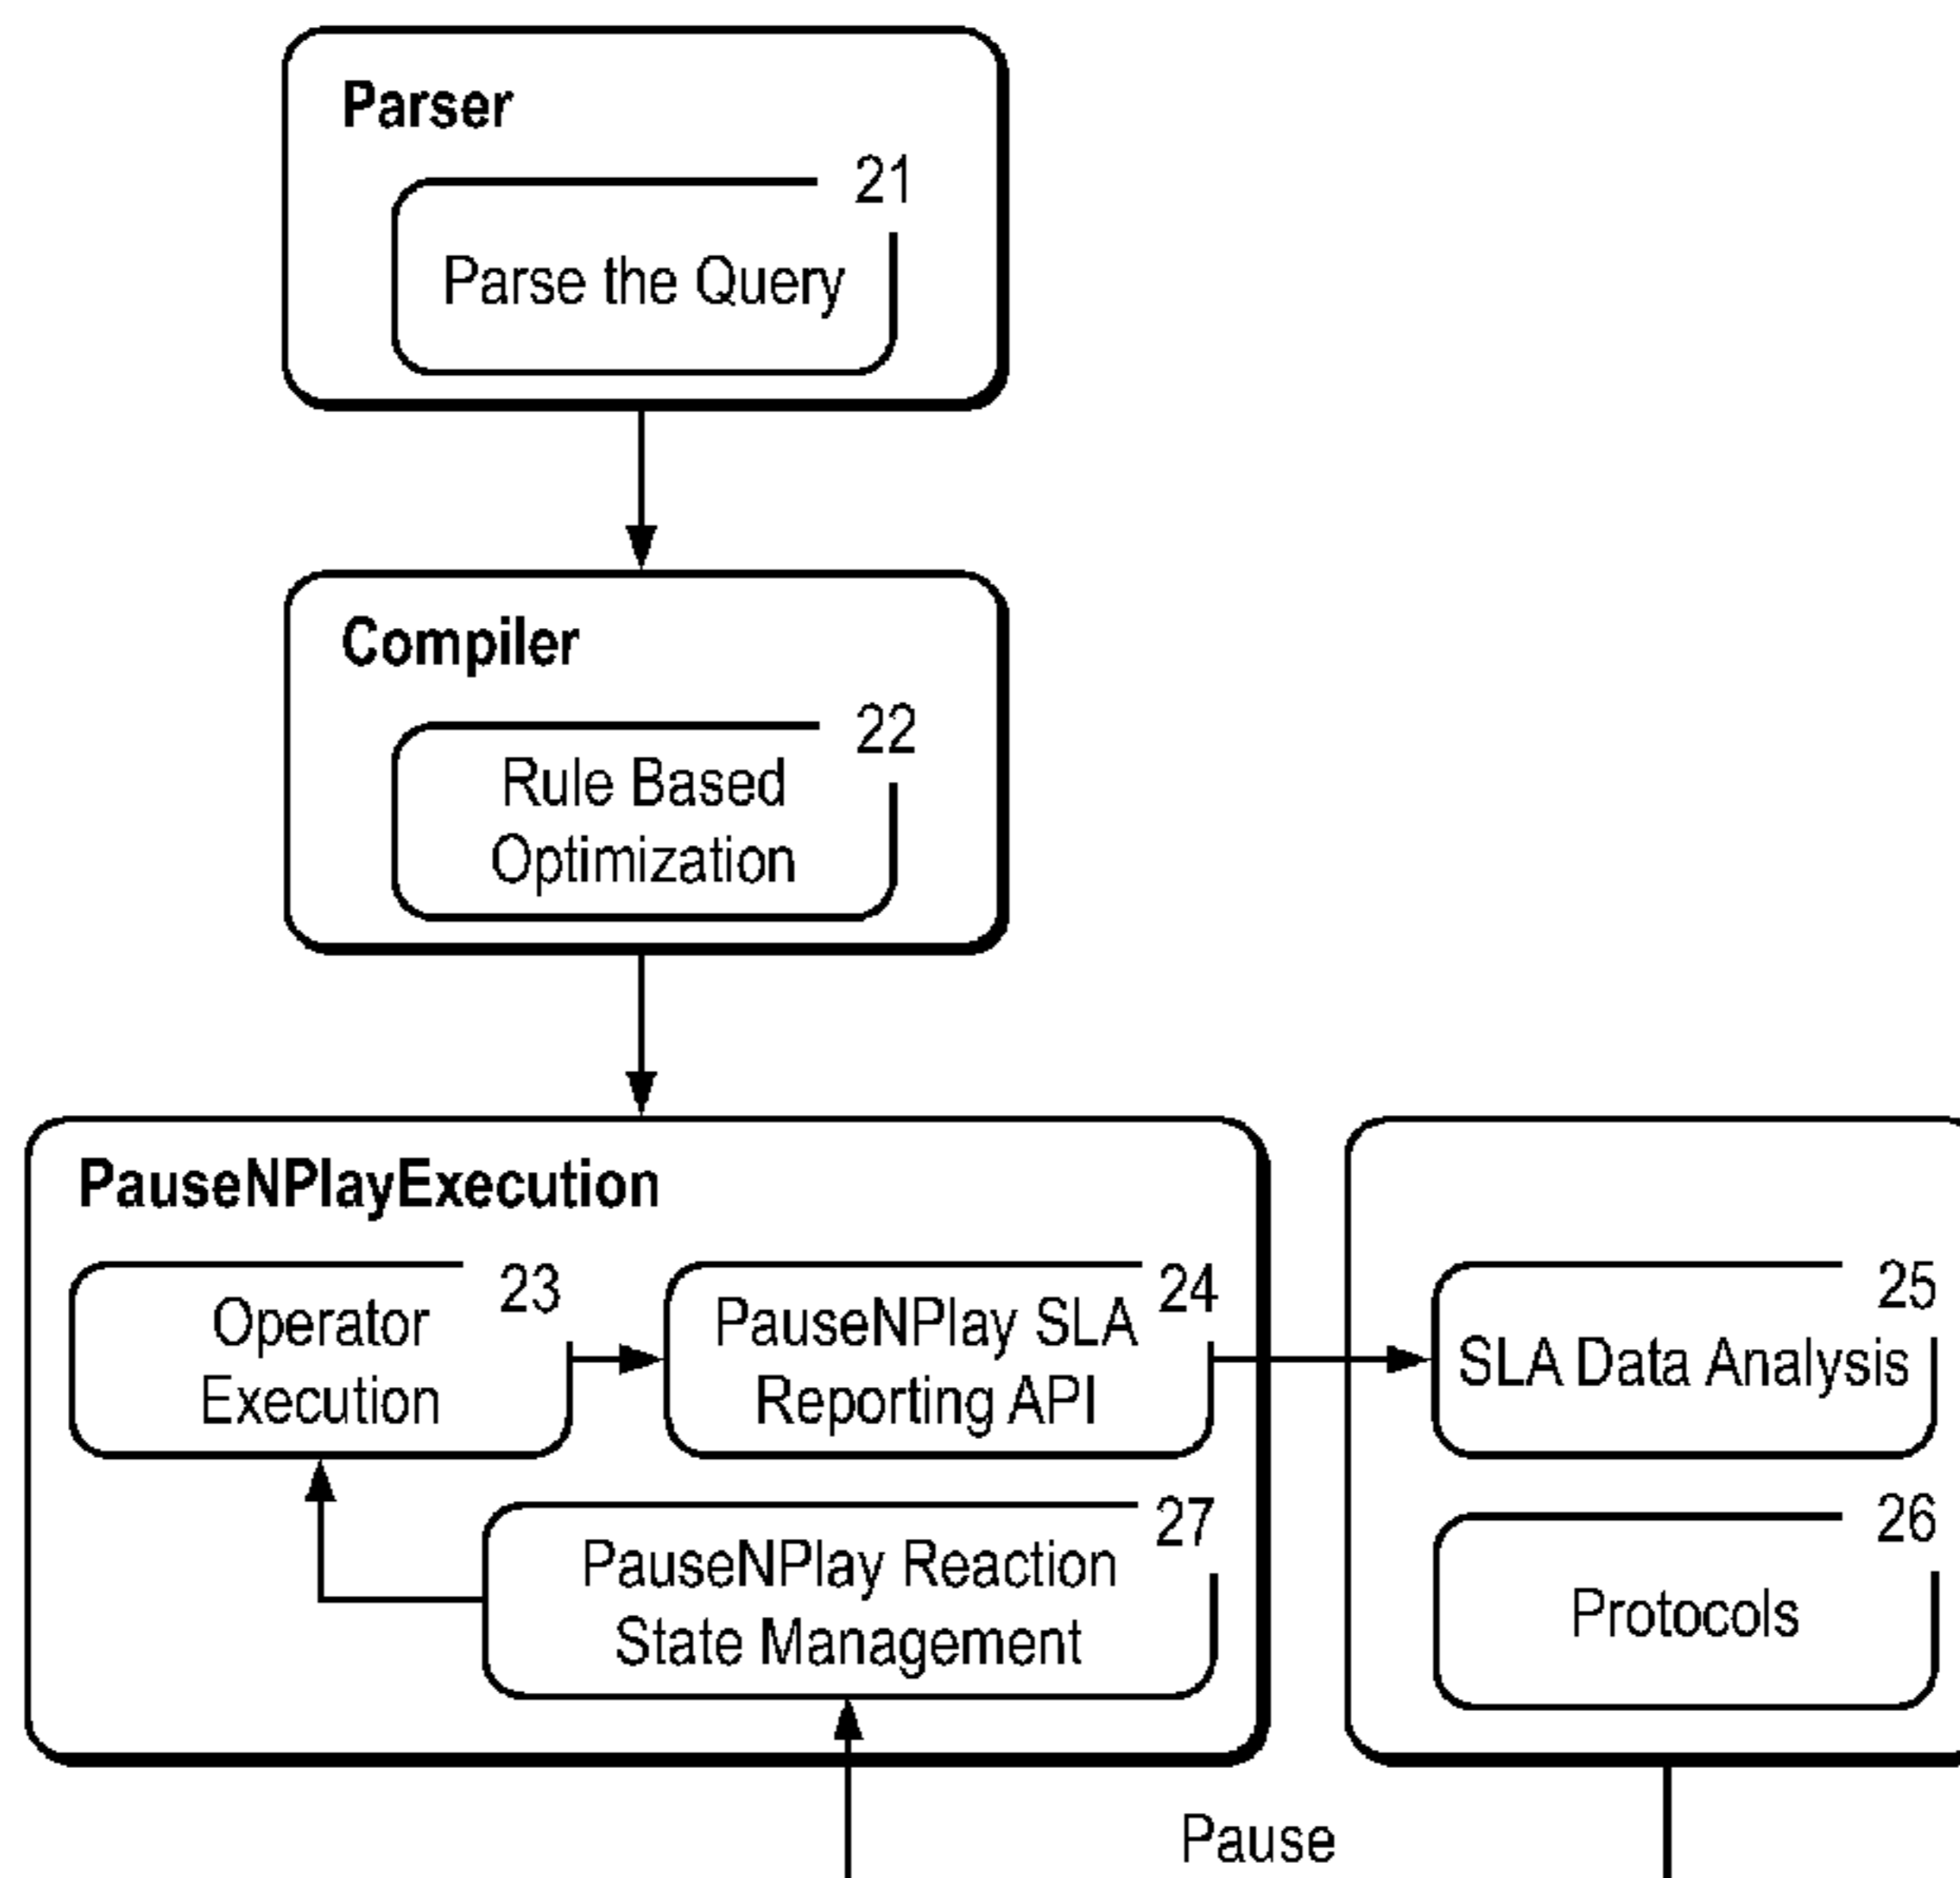 Parser
21
Parse the Query
Compiler
22
Rule Based
Optimization
PauseNPlayExecution
23
Operator
Execution
24
PauseNPlay SLA
Reporting API
25
SLA Data Analysis
27
PauseNPlay Reaction
State Management
26
Protocols
Pause